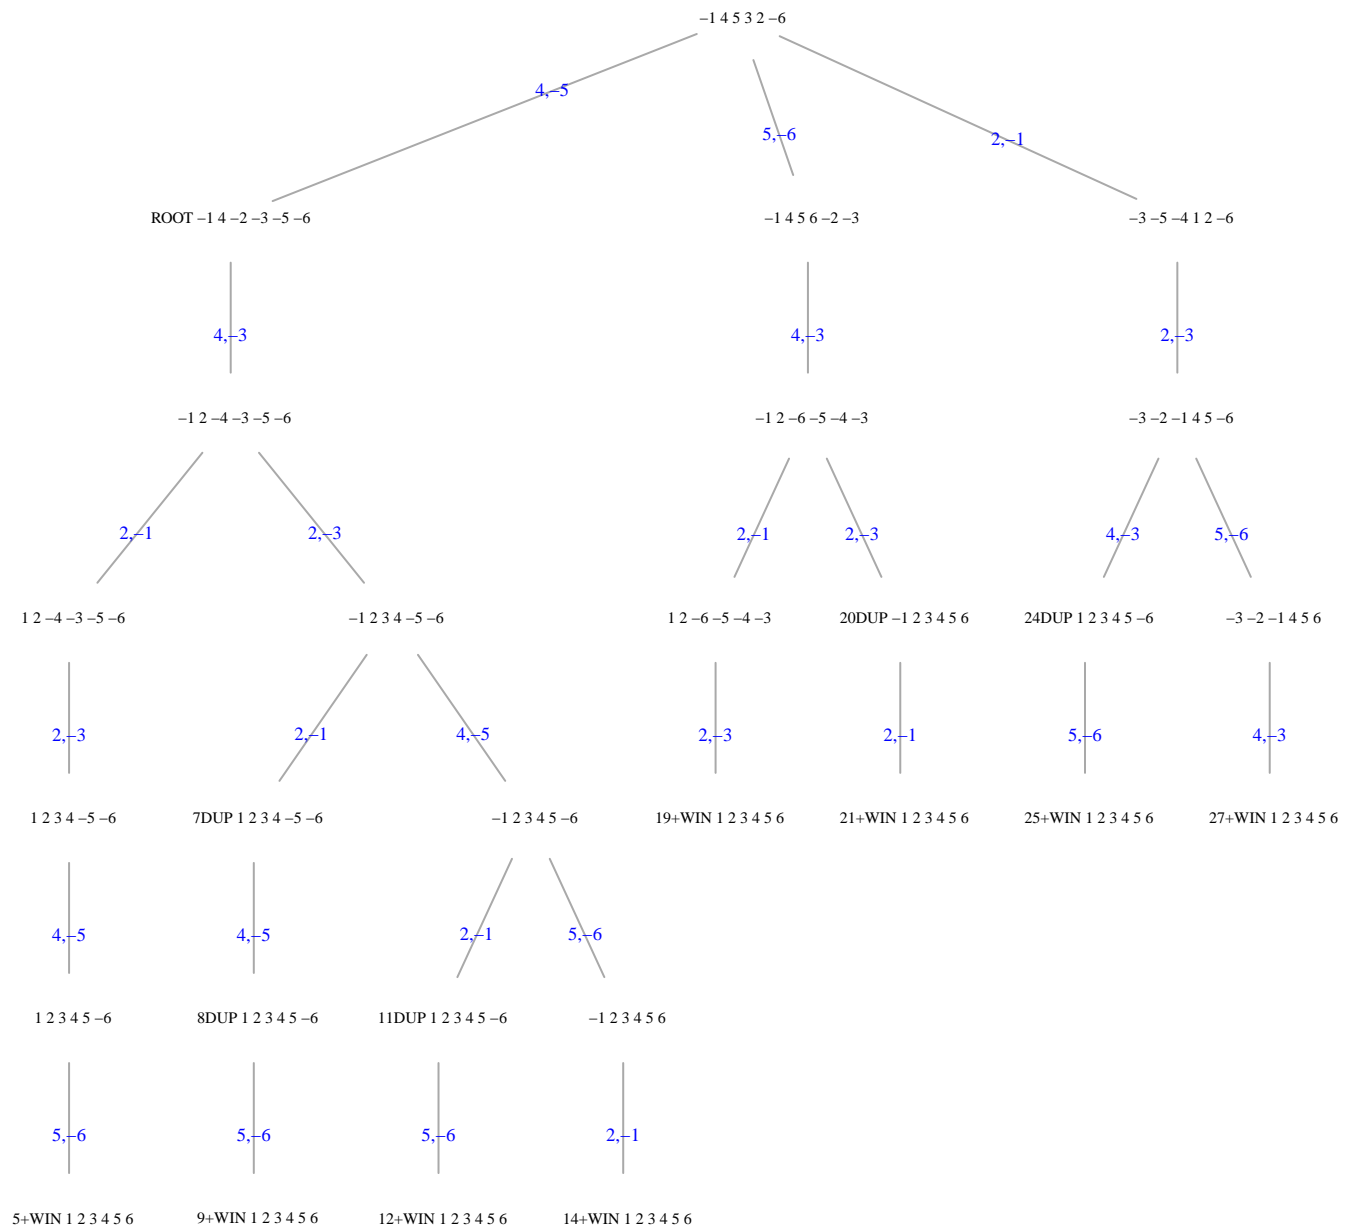 −1 4 5 3 2 −6
4,−5
5,−6
2,−1
ROOT −1 4 −2 −3 −5 −6
−1 4 5 6 −2 −3
−3 −5 −4 1 2 −6
4,−3
4,−3
2,−3
−1 2 −4 −3 −5 −6
−1 2 −6 −5 −4 −3
−3 −2 −1 4 5 −6
2,−1
2,−3
2,−1
2,−3
4,−3
5,−6
1 2 −4 −3 −5 −6
−1 2 3 4 −5 −6
1 2 −6 −5 −4 −3
20DUP −1 2 3 4 5 6
24DUP 1 2 3 4 5 −6
−3 −2 −1 4 5 6
2,−3
2,−1
4,−5
2,−3
2,−1
5,−6
4,−3
1 2 3 4 −5 −6
7DUP 1 2 3 4 −5 −6
−1 2 3 4 5 −6
19+WIN 1 2 3 4 5 6
21+WIN 1 2 3 4 5 6
25+WIN 1 2 3 4 5 6
27+WIN 1 2 3 4 5 6
4,−5
4,−5
2,−1
5,−6
1 2 3 4 5 −6
8DUP 1 2 3 4 5 −6
11DUP 1 2 3 4 5 −6
−1 2 3 4 5 6
5,−6
5,−6
5,−6
2,−1
5+WIN 1 2 3 4 5 6
9+WIN 1 2 3 4 5 6
12+WIN 1 2 3 4 5 6
14+WIN 1 2 3 4 5 6